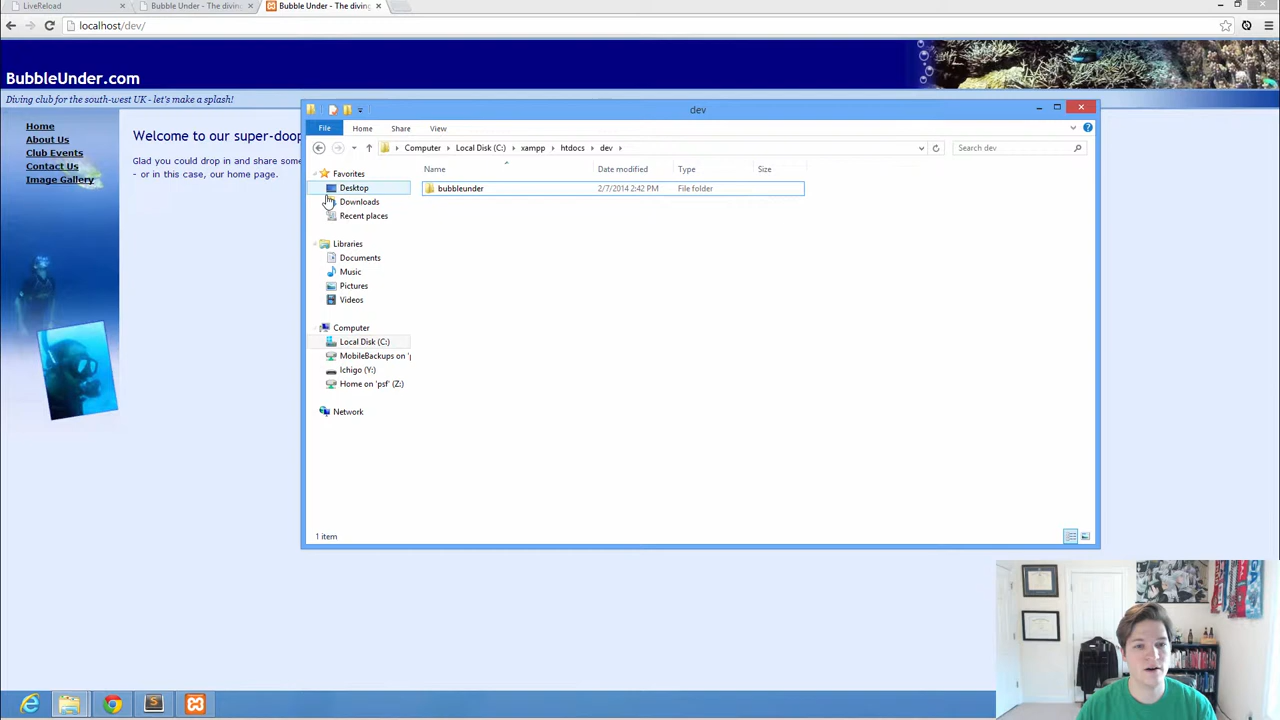 LiveReload
Bubble Under - The diving
Bubble Under - The diving
localhost/dev/
BubbleUnder.com
Diving club for the south-west UK - let's make a splash!
Home
About Us
Club Events
Contact Us
Image Gallery
Welcome to our super-doop
Glad you could drop in and share some
- or in this case, our home page.
dev
File
Home
Share
View
Computer
Local Disk (C:)
xampp
htdocs
dev
Search dev
Name
Date modified
Type
Size
bubbleunder
2/7/2014 2:42 PM
File folder
Favorites
Desktop
Downloads
Recent places
Libraries
Documents
Music
Pictures
Videos
Computer
Local Disk (C:)
MobileBackups on '
Ichigo (Y:)
Home on 'psf' (Z:)
Network
1 item